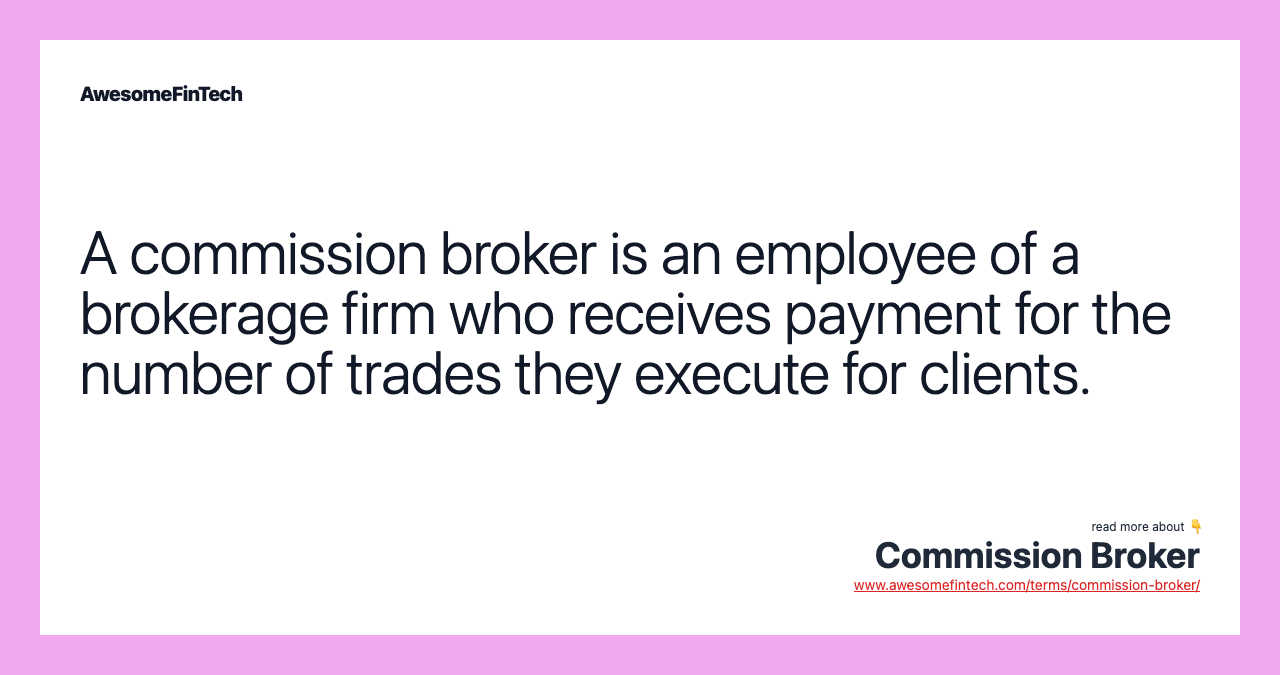 AwesomeFinTech
A commission broker is an employee of a
brokerage firm who receives payment for the
number of trades they execute for clients.
read more about 👇
Commission Broker
www.awesomefintech.com/terms/commission-broker/